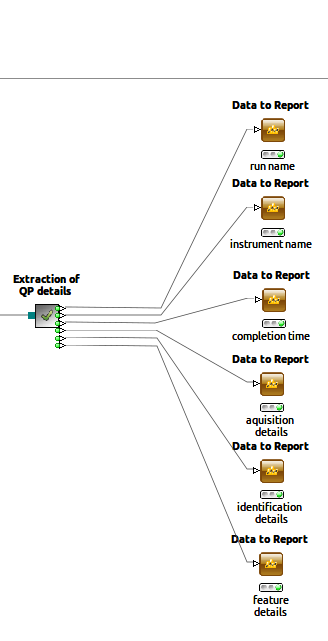 Data to Report
run name
Data to Report
instrument name
Extraction of
QP details
Data to Report
completion time
Data to Report
aquisition
details
Data to Report
identification
details
Data to Report
feature
details